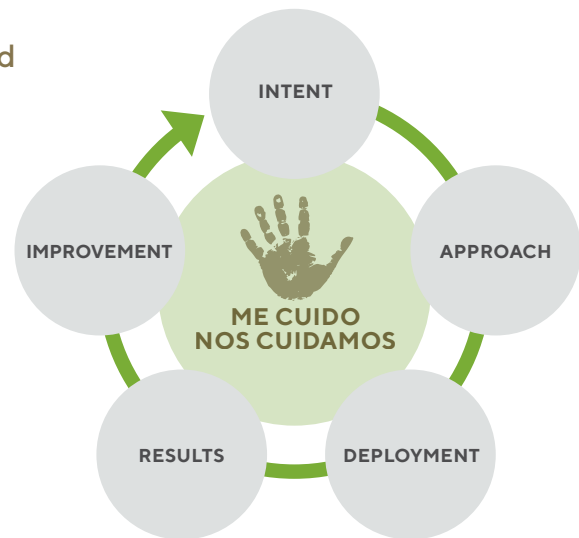 d
INTENT
APPROACH
DEPLOYMENT
RESULTS
IMPROVEMENT
ME CUIDO
NOS CUIDAMOS